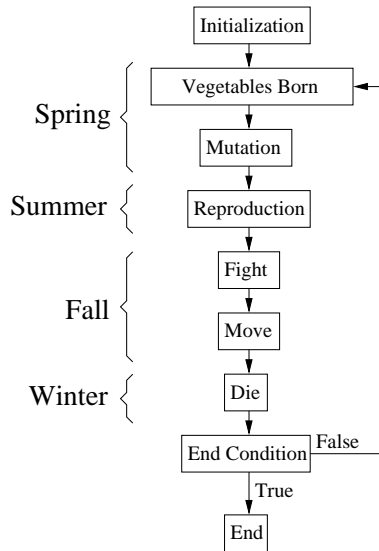 Initialization
Vegetables Born
Spring
Mutation
Summer
Reproduction
Fight
Fall
Move
Winter
Die
End Condition
False
True
End